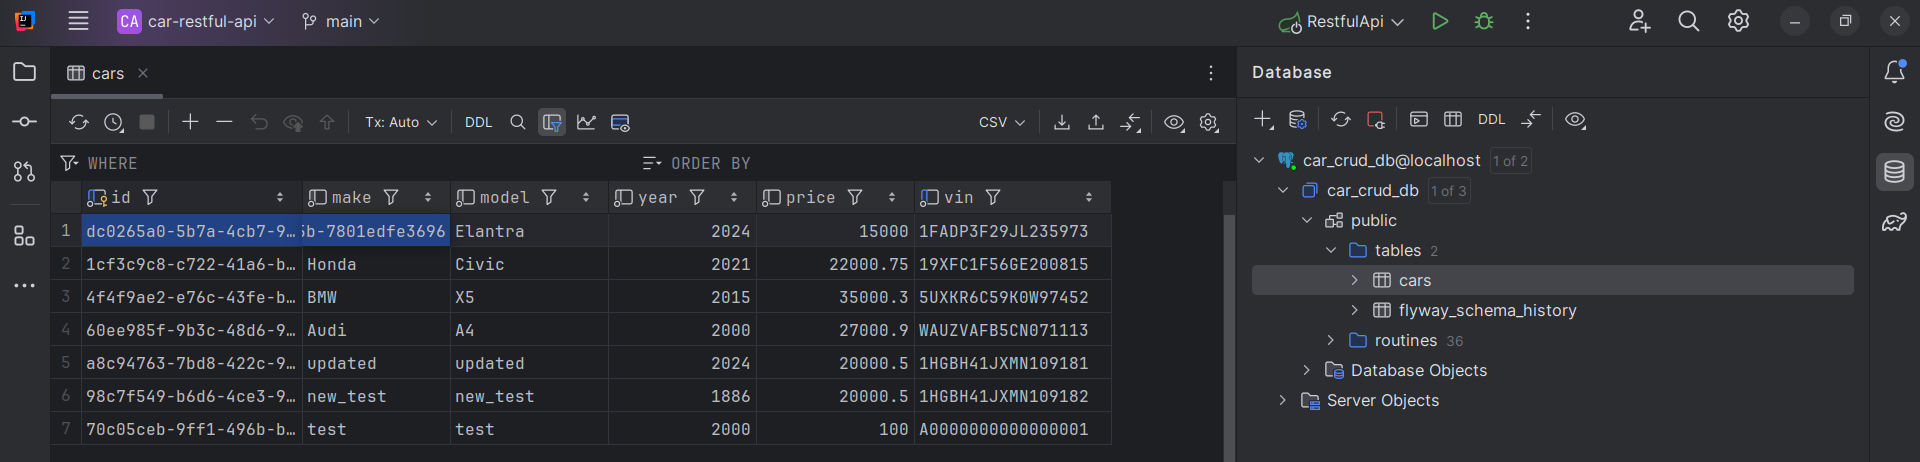 CA car-restful-api main RestfulApi
cars Database
Tx: Auto DDL CSV DDL
WHERE ORDER BY
id make model year price vin
1 dc0265a0-5b7a-4cb7-9… 5b-7801edfe3696 Elantra 2024 15000 1FADP3F29JL235973
2 1cf3c9c8-c722-41a6-b… Honda Civic 2021 22000.75 19XFC1F56GE200815
3 4f4f9ae2-e76c-43fe-b… BMW X5 2015 35000.3 5UXKR6C59K0W97452
4 60ee985f-9b3c-48d6-9… Audi A4 2000 27000.9 WAUZVAFB5CN071113
5 a8c94763-7bd8-422c-9… updated updated 2024 20000.5 1HGBH41JXMN109181
6 98c7f549-b6d6-4ce3-9… new_test new_test 1886 20000.5 1HGBH41JXMN109182
7 70c05ceb-9ff1-496b-b… test test 2000 100 A0000000000000001
car_crud_db@localhost 1 of 2
car_crud_db 1 of 3
public
tables 2
cars
flyway_schema_history
routines 36
Database Objects
Server Objects